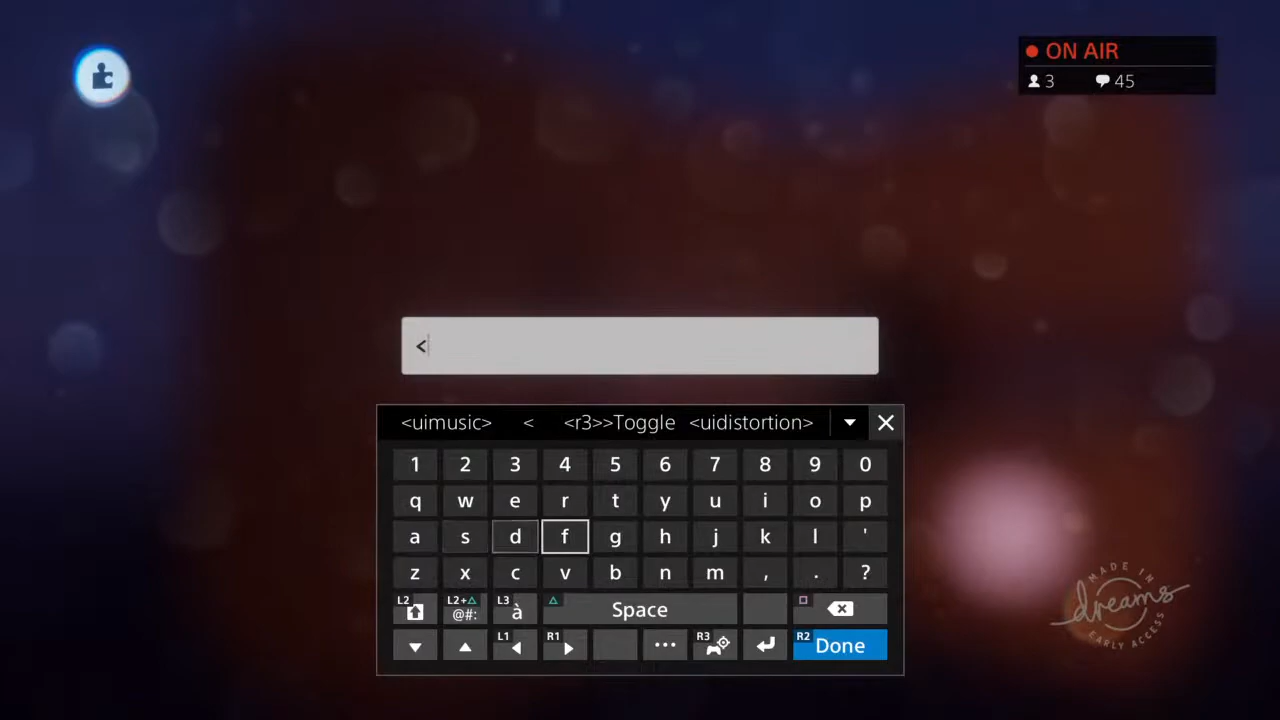 ON AIR
3 45
<
<uimusic> < <r3>>Toggle <uidistortion>
1 2 3 4 5 6 7 8 9 0
q w e r t y u i o p
a s d f g h j k l '
z x c v b n m , . ?
L2 L2+△ @#: L3 à △ Space □
L1 R1 ... R3 R2 Done
MADE IN
dreams
EARLY ACCESS